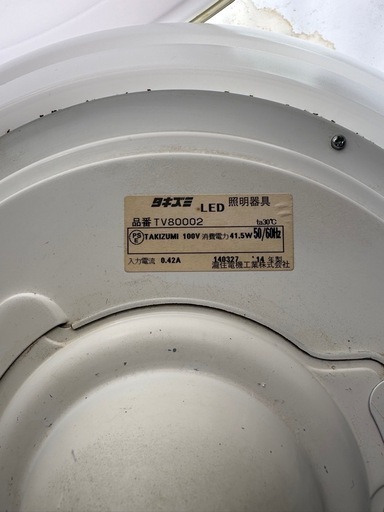 タキズミ LED 照明器具
品番 TV80002 ta30℃
PS E TAKIZUMI 100V 消費電力 41.5W 50/60Hz
入力電流 0.42A 140327 '14 年製
瀧住電機工業株式会社